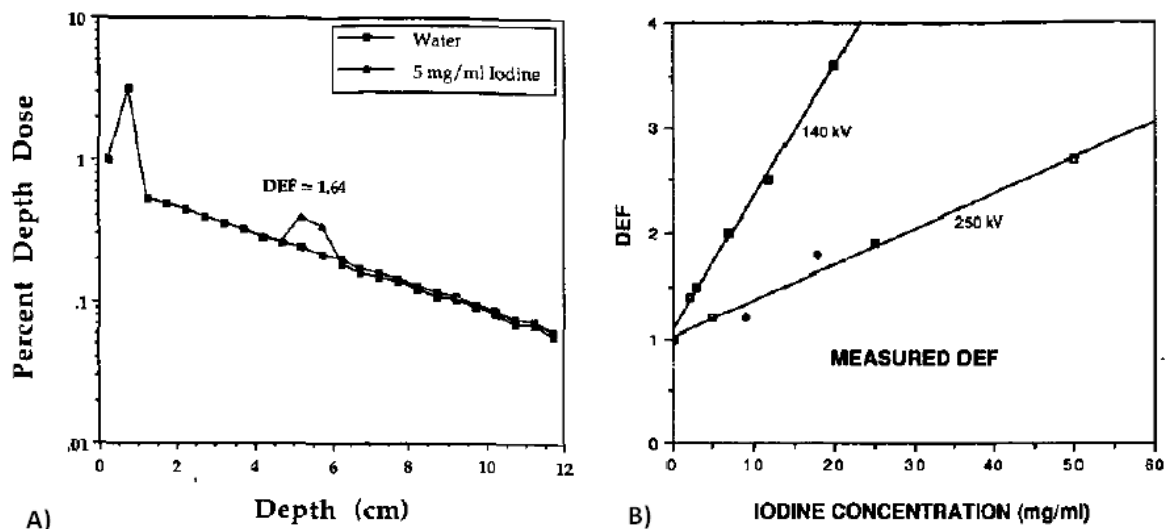 10
1
.1
.01
Percent Depth Dose
Water
5 mg/ml Iodine
DEF = 1.64
0 2 4 6 8 10 12
Depth (cm)
A)
4
3
2
1
0
DEF
140 kV
250 kV
MEASURED DEF
0 10 20 30 40 50 60
IODINE CONCENTRATION (mg/ml)
B)